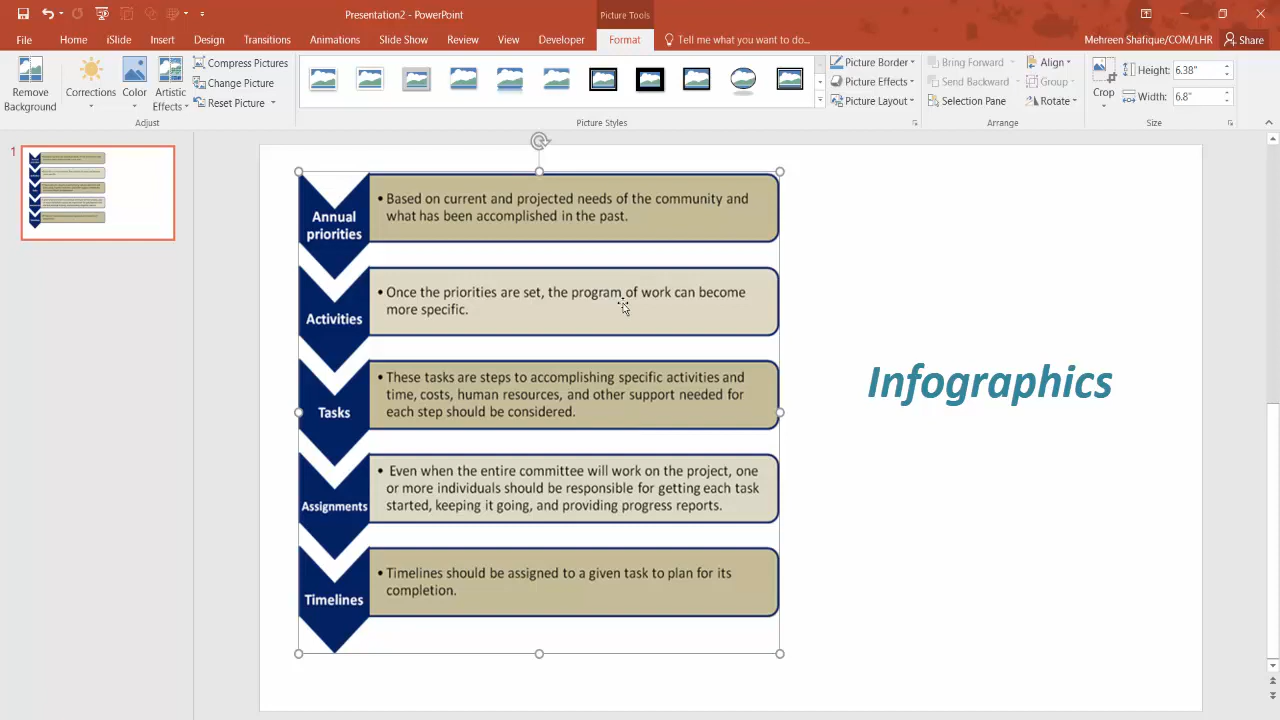 Presentation2 - PowerPoint
Picture Tools
File
Home
iSlide
Insert
Design
Transitions
Animations
Slide Show
Review
View
Developer
Format
Tell me what you want to do...
Mehreen Shafique/COM/LHR
Share
Remove
Background
Corrections
Color
Artistic
Effects
Compress Pictures
Change Picture
Reset Picture
Adjust
Picture Styles
Picture Border
Picture Effects
Picture Layout
Bring Forward
Send Backward
Selection Pane
Align
Group
Rotate
Arrange
Crop
Height: 6.38"
Width: 6.8"
Size
1
Annual
priorities
• Based on current and projected needs of the community and
what has been accomplished in the past.
Activities
• Once the priorities are set, the program of work can become
more specific.
Tasks
• These tasks are steps to accomplishing specific activities and
time, costs, human resources, and other support needed for
each step should be considered.
Assignments
• Even when the entire committee will work on the project, one
or more individuals should be responsible for getting each task
started, keeping it going, and providing progress reports.
Timelines
• Timelines should be assigned to a given task to plan for its
completion.
Infographics